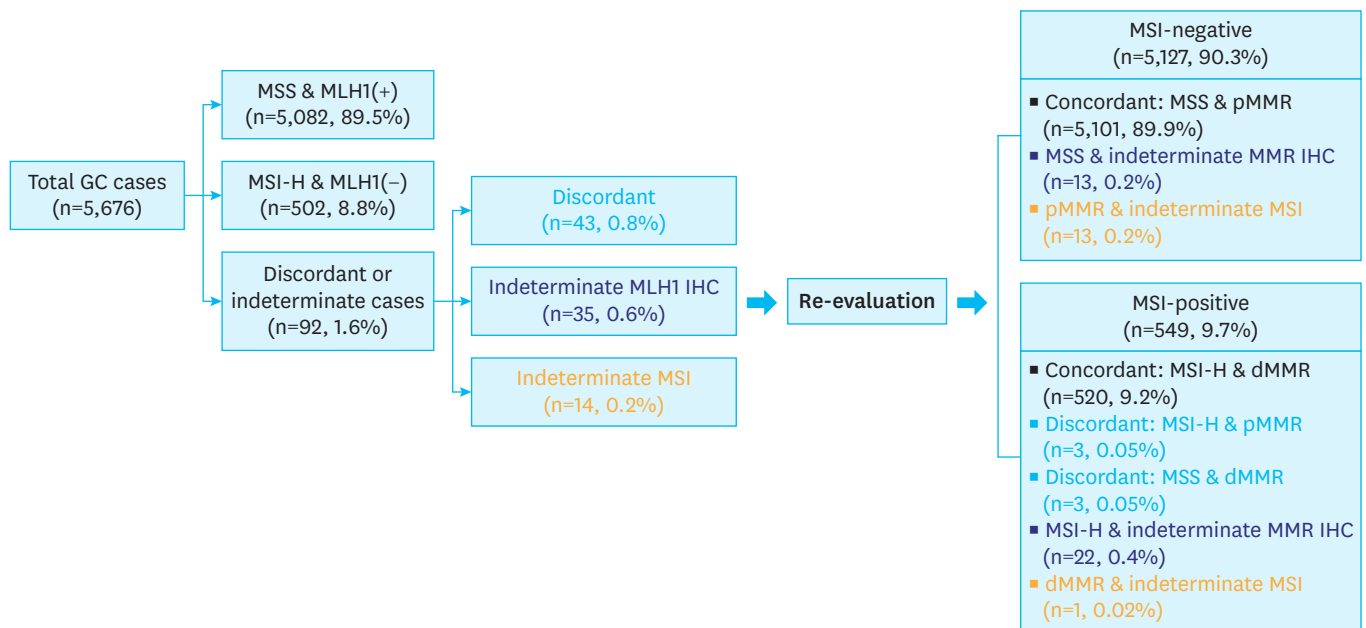 Total GC cases
(n=5,676)
MSS & MLH1(+)
(n=5,082, 89.5%)
MSI-H & MLH1(−)
(n=502, 8.8%)
Discordant or
indeterminate cases
(n=92, 1.6%)
Discordant
(n=43, 0.8%)
Indeterminate MLH1 IHC
(n=35, 0.6%)
Indeterminate MSI
(n=14, 0.2%)
Re-evaluation
MSI-negative
(n=5,127, 90.3%)
▪ Concordant: MSS & pMMR
(n=5,101, 89.9%)
▪ MSS & indeterminate MMR IHC
(n=13, 0.2%)
▪ pMMR & indeterminate MSI
(n=13, 0.2%)
MSI-positive
(n=549, 9.7%)
▪ Concordant: MSI-H & dMMR
(n=520, 9.2%)
▪ Discordant: MSI-H & pMMR
(n=3, 0.05%)
▪ Discordant: MSS & dMMR
(n=3, 0.05%)
▪ MSI-H & indeterminate MMR IHC
(n=22, 0.4%)
▪ dMMR & indeterminate MSI
(n=1, 0.02%)